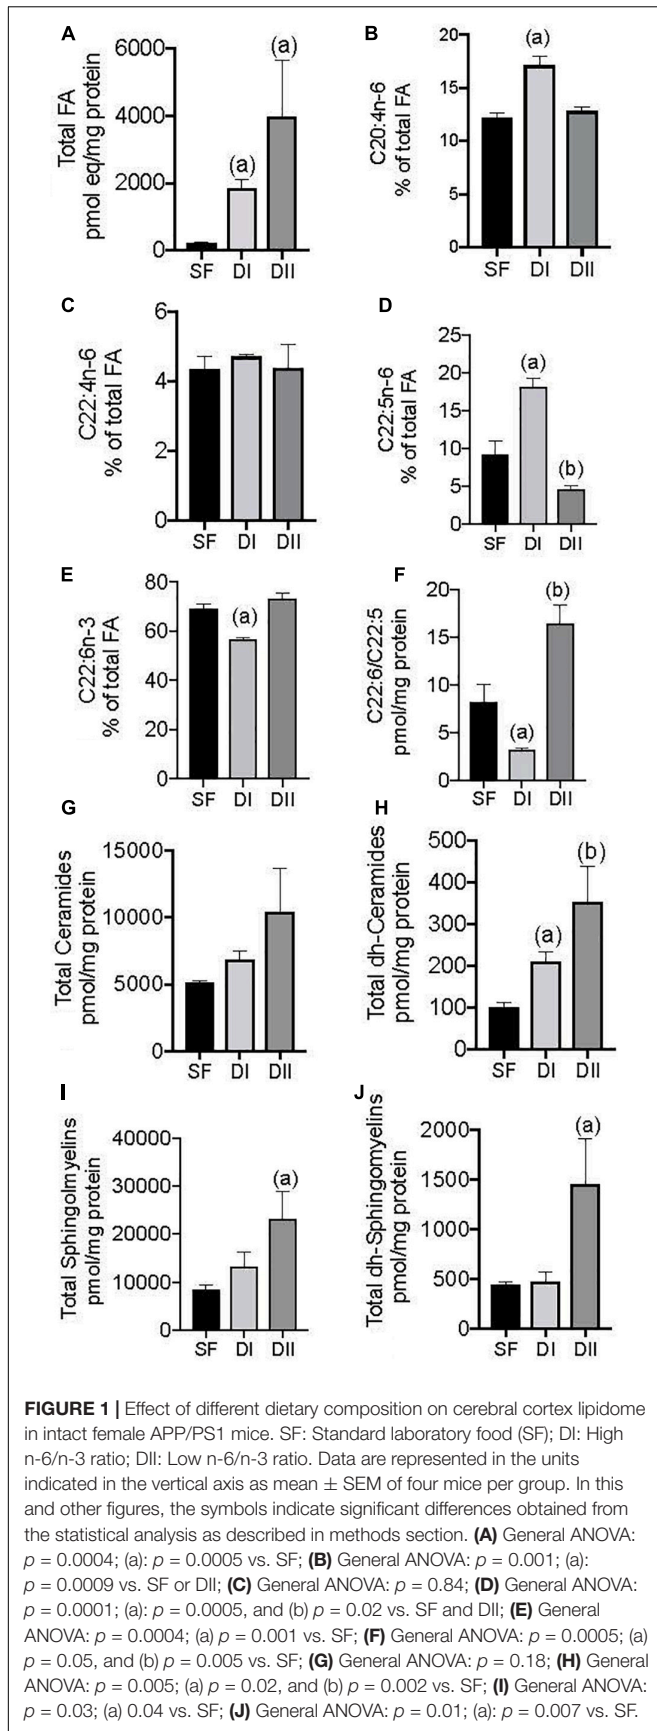 A
B
Total FA
pmol eq/mg protein
6000
4000
2000
0
(a)
(a)
SF DI DII
C20:4n-6
% of total FA
20
15
10
5
0
(a)
SF DI DII
C
D
C22:4n-6
% of total FA
6
4
2
0
SF DI DII
C22:5n-6
% of total FA
25
20
15
10
5
0
(a)
(b)
SF DI DII
E
F
C22:6n-3
% of total FA
80
60
40
20
0
(a)
SF DI DII
C22:6/C22:5
pmol/mg protein
20
15
10
5
0
(b)
(a)
SF DI DII
G
H
Total Ceramides
pmol/mg protein
15000
10000
5000
0
SF DI DII
Total dh-Ceramides
pmol/mg protein
500
400
300
200
100
0
(a)
(b)
SF DI DII
I
J
Total Sphingolmyelins
pmol/mg protein
40000
30000
20000
10000
0
(a)
SF DI DII
Total dh-Sphingomyelins
pmol/mg protein
2000
1500
1000
500
0
(a)
SF DI DII
FIGURE 1 | Effect of different dietary composition on cerebral cortex lipidome
in intact female APP/PS1 mice. SF: Standard laboratory food (SF); DI: High
n-6/n-3 ratio; DII: Low n-6/n-3 ratio. Data are represented in the units
indicated in the vertical axis as mean ± SEM of four mice per group. In this
and other figures, the symbols indicate significant differences obtained from
the statistical analysis as described in methods section. (A) General ANOVA:
p = 0.0004; (a): p = 0.0005 vs. SF; (B) General ANOVA: p = 0.001; (a):
p = 0.0009 vs. SF or DII; (C) General ANOVA: p = 0.84; (D) General ANOVA:
p = 0.0001; (a): p = 0.0005, and (b) p = 0.02 vs. SF and DII; (E) General
ANOVA: p = 0.0004; (a) p = 0.001 vs. SF; (F) General ANOVA: p = 0.0005; (a)
p = 0.05, and (b) p = 0.005 vs. SF; (G) General ANOVA: p = 0.18; (H) General
ANOVA: p = 0.005; (a) p = 0.02, and (b) p = 0.002 vs. SF; (I) General ANOVA:
p = 0.03; (a) 0.04 vs. SF; (J) General ANOVA: p = 0.01; (a): p = 0.007 vs. SF.